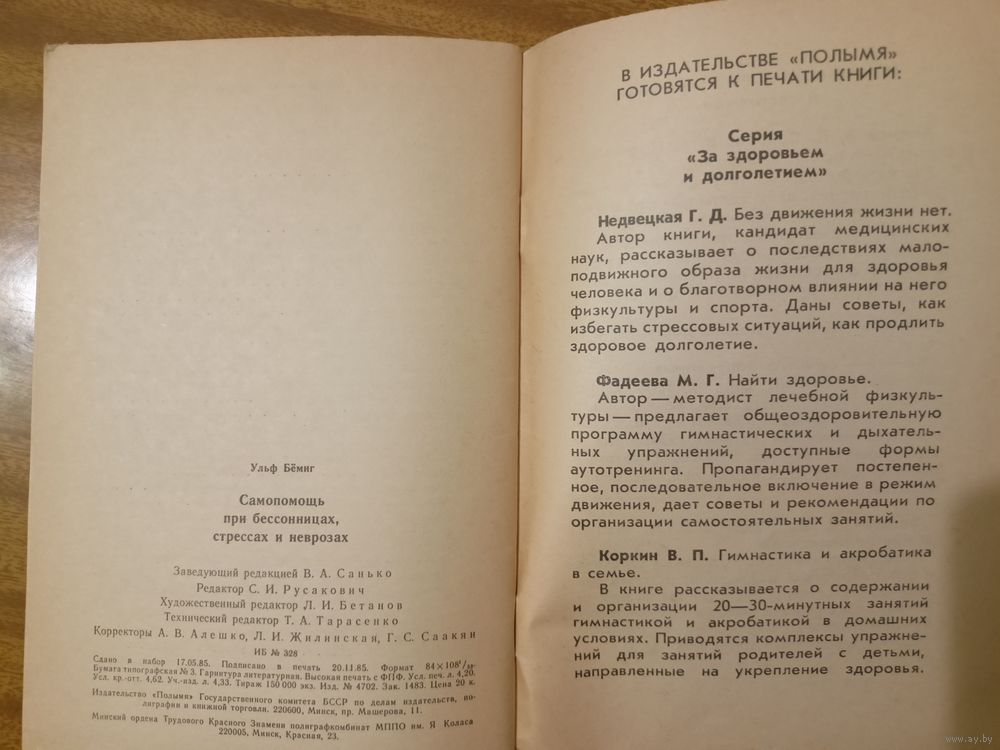 Ульф Бёмиг
Самопомощь
при бессонницах,
стрессах и неврозах
Заведующий редакцией В. А. Санько
Редактор С. И. Русакович
Художественный редактор Л. И. Бетанов
Технический редактор Т. А. Тарасенко
Корректоры А. В. Алешко, Л. И. Жилинская, Г. С. Саакян
ИБ № 328
Сдано в набор 17.05.85. Подписано в печать 20.11.85. Формат 84×108¹/₃₂.
Бумага типографская № 3. Гарнитура литературная. Высокая печать с ФПФ. Усл. печ. л. 4,20.
Усл. кр.-отт. 4,62. Уч.-изд. л. 4,33. Тираж 150 000 экз. Изд. № 4702. Зак. 1483. Цена 20 к.
Издательство «Полымя» Государственного комитета БССР по делам издательств, по-
лиграфии и книжной торговли. 220600, Минск, пр. Машерова, 11.
Минский ордена Трудового Красного Знамени полиграфкомбинат МППО им. Я Коласа
220005, Минск, Красная, 23.
В ИЗДАТЕЛЬСТВЕ «ПОЛЫМЯ»
ГОТОВЯТСЯ К ПЕЧАТИ КНИГИ:
Серия
«За здоровьем
и долголетием»
Недвецкая Г. Д. Без движения жизни нет.
Автор книги, кандидат медицинских
наук, рассказывает о последствиях мало-
подвижного образа жизни для здоровья
человека и о благотворном влиянии на него
физкультуры и спорта. Даны советы, как
избегать стрессовых ситуаций, как продлить
здоровое долголетие.
Фадеева М. Г. Найти здоровье.
Автор — методист лечебной физкуль-
туры — предлагает общеоздоровительную
программу гимнастических и дыхатель-
ных упражнений, доступные формы
аутотренинга. Пропагандирует постепен-
ное, последовательное включение в режим
движения, дает советы и рекомендации по
организации самостоятельных занятий.
Коркин В. П. Гимнастика и акробатика
в семье.
В книге рассказывается о содержании
и организации 20—30-минутных занятий
гимнастикой и акробатикой в домашних
условиях. Приводятся комплексы упражне-
ний для занятий родителей с детьми,
направленные на укрепление здоровья.
www.ay.by